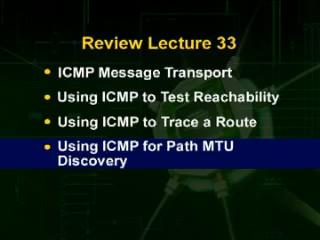 Review Lecture 33
• ICMP Message Transport
• Using ICMP to Test Reachability
• Using ICMP to Trace a Route
• Using ICMP for Path MTU
Discovery